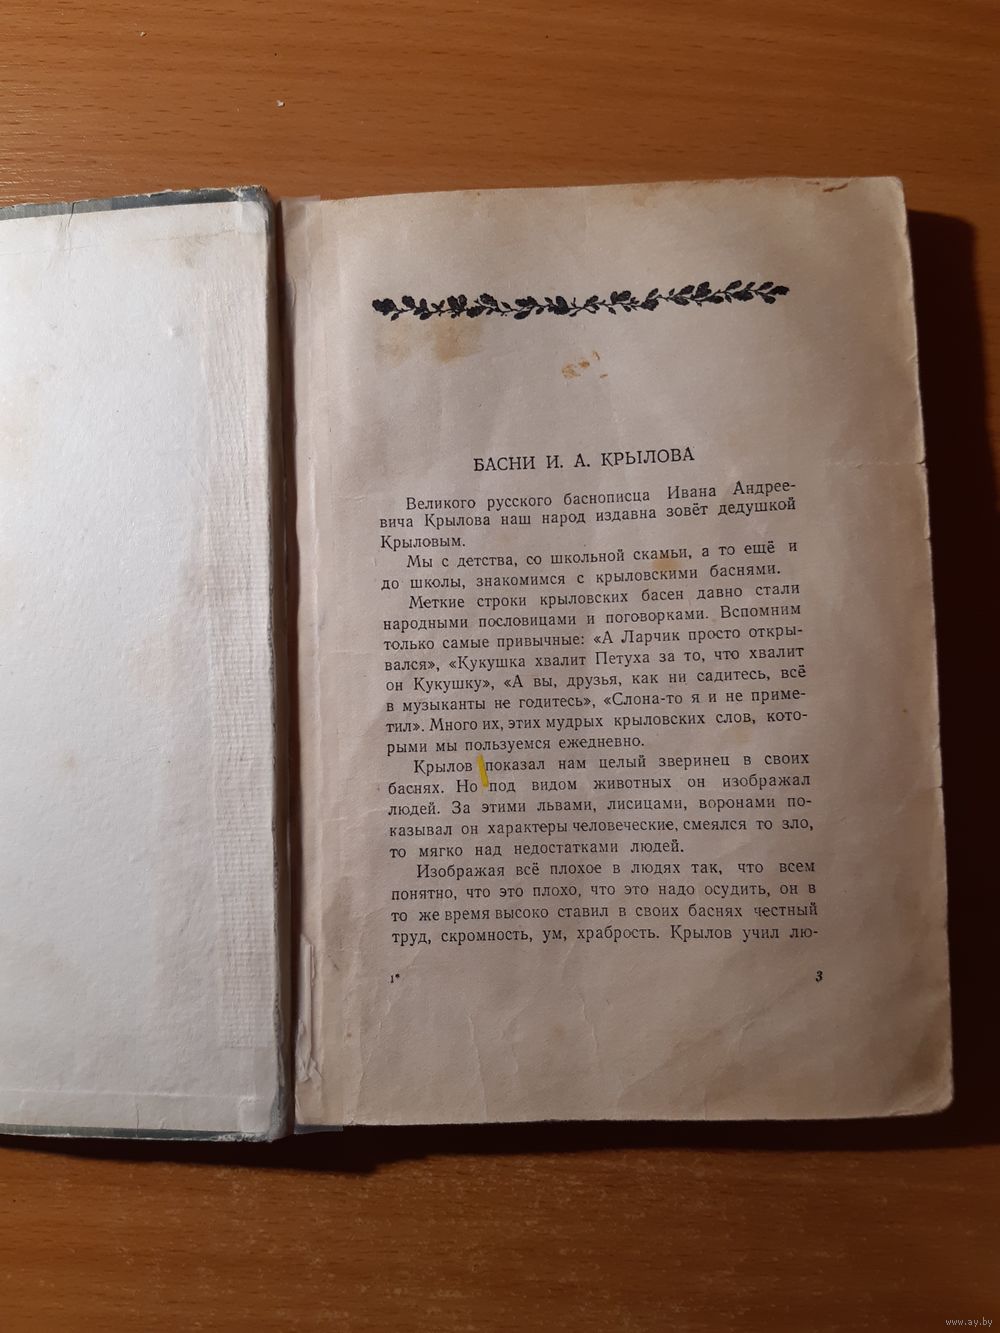 БАСНИ И. А. КРЫЛОВА
Великого русского баснописца Ивана Андрее-
вича Крылова наш народ издавна зовёт дедушкой
Крыловым.
Мы с детства, со школьной скамьи, а то ещё и
до школы, знакомимся с крыловскими баснями.
Меткие строки крыловских басен давно стали
народными пословицами и поговорками. Вспомним
только самые привычные: «А Ларчик просто откры-
вался», «Кукушка хвалит Петуха за то, что хвалит
он Кукушку», «А вы, друзья, как ни садитесь, всё
в музыканты не годитесь», «Слона-то я и не приме-
тил». Много их, этих мудрых крыловских слов, кото-
рыми мы пользуемся ежедневно.
Крылов показал нам целый зверинец в своих
баснях. Но под видом животных он изображал
людей. За этими львами, лисицами, воронами по-
казывал он характеры человеческие, смеялся то зло,
то мягко над недостатками людей.
Изображая всё плохое в людях так, что всем
понятно, что это плохо, что это надо осудить, он в
то же время высоко ставил в своих баснях честный
труд, скромность, ум, храбрость. Крылов учил лю-
1*
3
www.ay.by